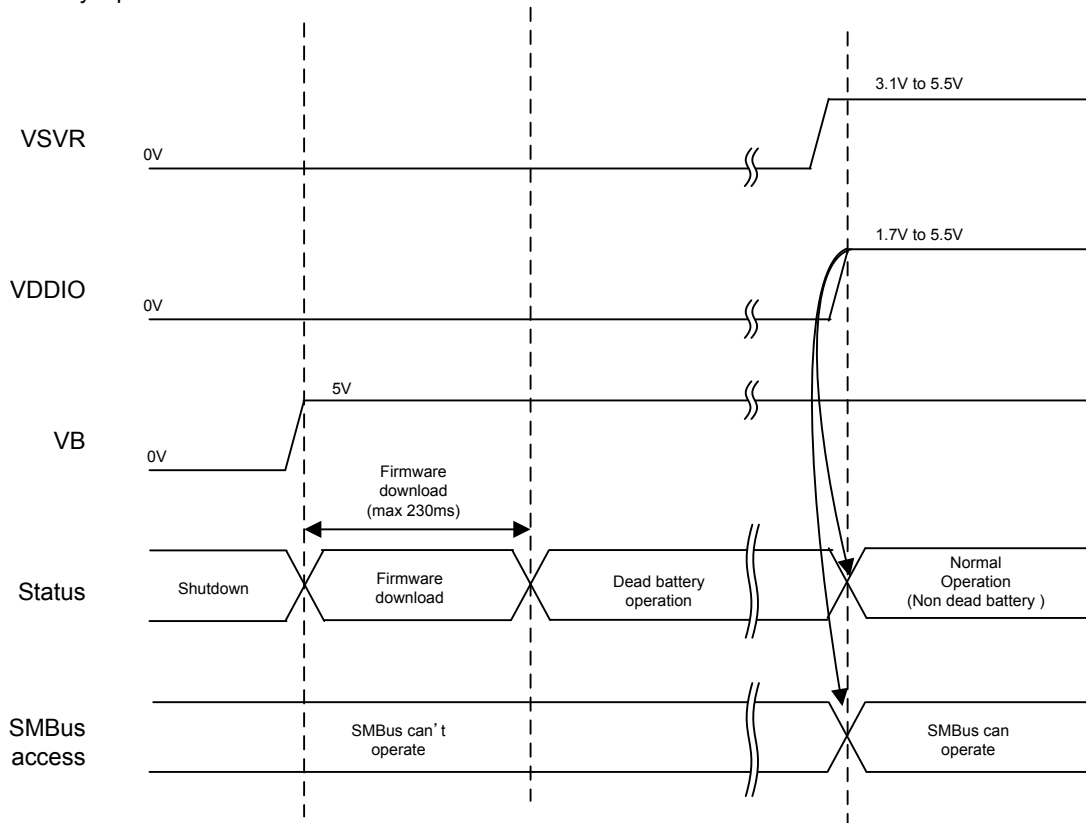 3.1V to 5.5V
VSVR
0V
1.7V to 5.5V
VDDIO
0V
5V
VB
0V
Firmware
download
(max 230ms)
Status
Shutdown
Firmware
download
Dead battery
operation
Normal
Operation
(Non dead battery )
SMBus
access
SMBus can't
operate
SMBus can
operate